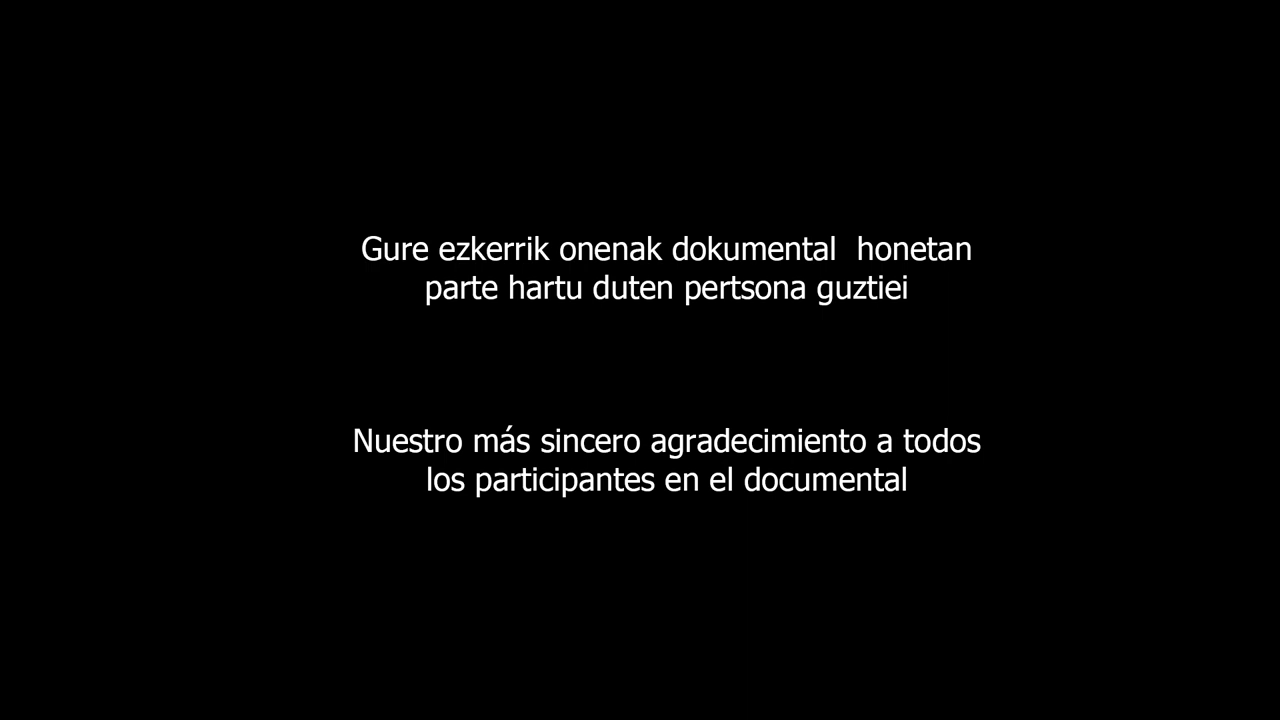 Gure ezkerrik onenak dokumental  honetan
parte hartu duten pertsona guztiei
Nuestro más sincero agradecimiento a todos
los participantes en el documental